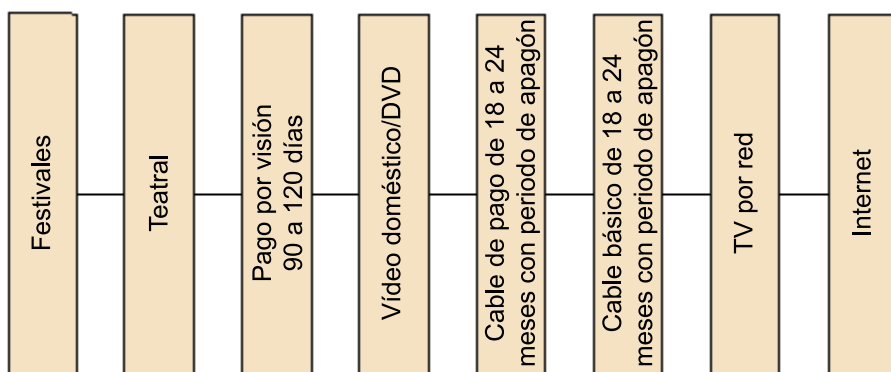 Festivales
Teatral
Pago por visión
90 a 120 días
Vídeo doméstico/DVD
Cable de pago de 18 a 24
meses con periodo de apagón
Cable básico de 18 a 24
meses con periodo de apagón
TV por red
Internet